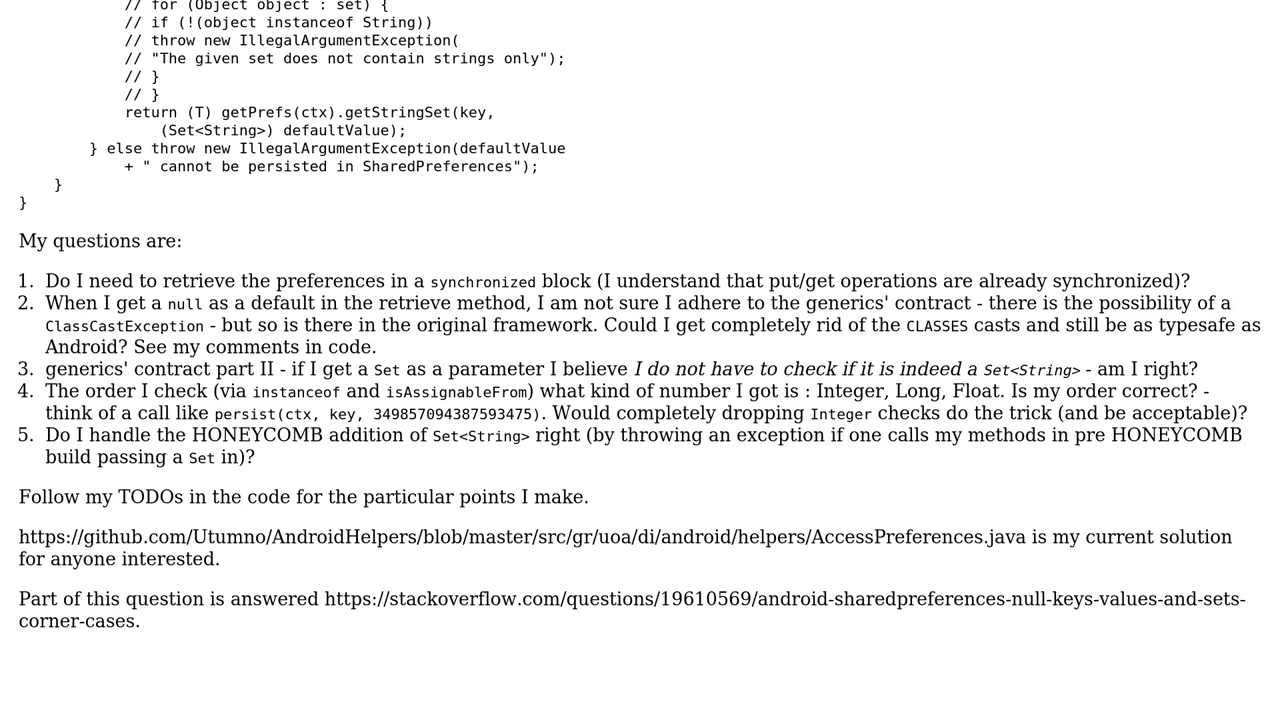 // for (Object object : set) {
// if (!(object instanceof String))
// throw new IllegalArgumentException(
// "The given set does not contain strings only");
// }
// }
return (T) getPrefs(ctx).getStringSet(key,
(Set<String>) defaultValue);
} else throw new IllegalArgumentException(defaultValue
+ " cannot be persisted in SharedPreferences");
}
}
My questions are:
1. Do I need to retrieve the preferences in a synchronized block (I understand that put/get operations are already synchronized)?
2. When I get a null as a default in the retrieve method, I am not sure I adhere to the generics' contract - there is the possibility of a
ClassCastException - but so is there in the original framework. Could I get completely rid of the CLASSES casts and still be as typesafe as
Android? See my comments in code.
3. generics' contract part II - if I get a Set as a parameter I believe I do not have to check if it is indeed a Set<String> - am I right?
4. The order I check (via instanceof and isAssignableFrom) what kind of number I got is : Integer, Long, Float. Is my order correct? -
think of a call like persist(ctx, key, 349857094387593475). Would completely dropping Integer checks do the trick (and be acceptable)?
5. Do I handle the HONEYCOMB addition of Set<String> right (by throwing an exception if one calls my methods in pre HONEYCOMB
build passing a Set in)?
Follow my TODOs in the code for the particular points I make.
https://github.com/Utumno/AndroidHelpers/blob/master/src/gr/uoa/di/android/helpers/AccessPreferences.java is my current solution
for anyone interested.
Part of this question is answered https://stackoverflow.com/questions/19610569/android-sharedpreferences-null-keys-values-and-sets-
corner-cases.